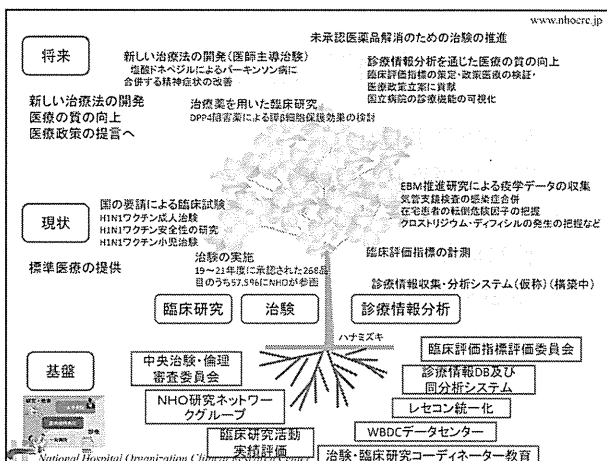 www.nhocrc.jp
将来
未承認医薬品解消のための治験の推進
新しい治療法の開発(医師主導治験)
塩酸ドネペジルによるパーキンソン病に
合併する精神症状の改善
診療情報分析を通じた医療の質の向上
臨床評価指標の策定・政策医療の検証・
医療政策立案に貢献
国立病院の診療機能の可視化
新しい治療法の開発
医療の質の向上
医療政策の提言へ
治療薬を用いた臨床研究
DPP4阻害薬による膵β細胞保護効果の検討
現状
標準医療の提供
国の要請による臨床試験
H1N1ワクチン成人治験
H1N1ワクチン安全性の研究
H1N1ワクチン小児治験
EBM推進研究による疫学データの収集
気管支鏡検査の感染症合併
在宅患者の転倒危険因子の把握
クロストリジウム・ディフィシルの発生の把握など
治験の実施
19～21年度に承認された268品
目のうち57.5%にNHOが参画
臨床評価指標の計測
診療情報収集・分析システム(仮称)(構築中)
臨床研究
治験
診療情報分析
ハナミズキ
基盤
中央治験・倫理
審査委員会
NHO研究ネットワー
クグループ
臨床研究活動
実績評価
臨床評価指標評価委員会
診療情報DB及び
同分析システム
レセコン統一化
WBDCデータセンター
治験・臨床研究コーディネーター教育
National Hospital Organization